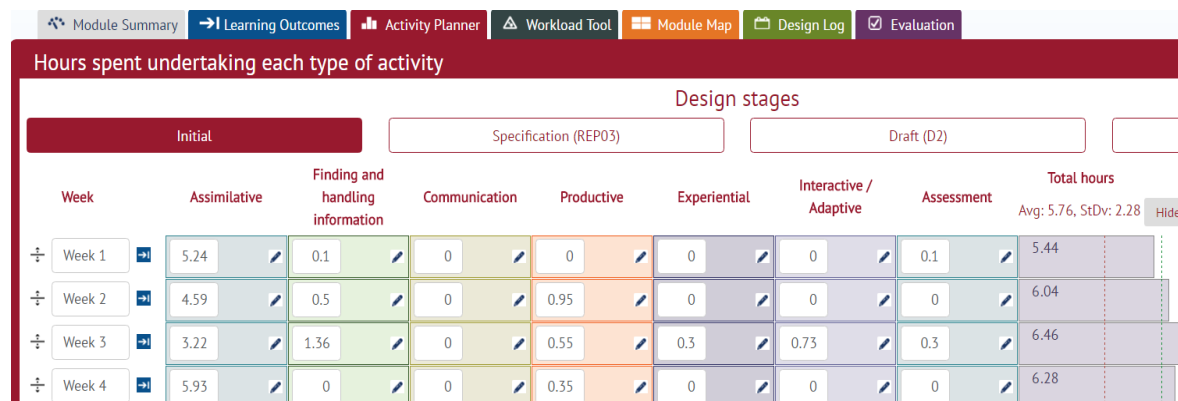 Module Summary Learning Outcomes Activity Planner Workload Tool Module Map Design Log Evaluation
Hours spent undertaking each type of activity
Design stages
Initial Specification (REP03) Draft (D2)
Week Assimilative Finding and handling information Communication Productive Experiential Interactive / Adaptive Assessment Total hours
Avg: 5.76, StDv: 2.28 Hide
Week 1 5.24 0.1 0 0 0 0 0.1 5.44
Week 2 4.59 0.5 0 0.95 0 0 0 6.04
Week 3 3.22 1.36 0 0.55 0.3 0.73 0.3 6.46
Week 4 5.93 0 0 0.35 0 0 0 6.28